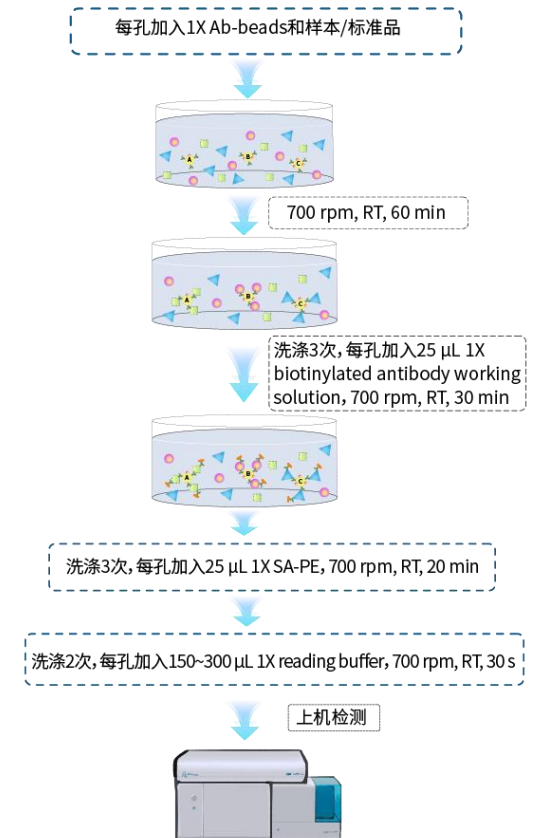 每孔加入1X Ab-beads和样本/标准品
A
B
C
700 rpm, RT, 60 min
A
B
C
洗涤3次，每孔加入25 μL 1X
biotinylated antibody working
solution，700 rpm, RT, 30 min
A
B
C
洗涤3次，每孔加入25 μL 1X SA-PE，700 rpm, RT, 20 min
洗涤2次，每孔加入150~300 μL 1X reading buffer，700 rpm, RT, 30 s
上机检测